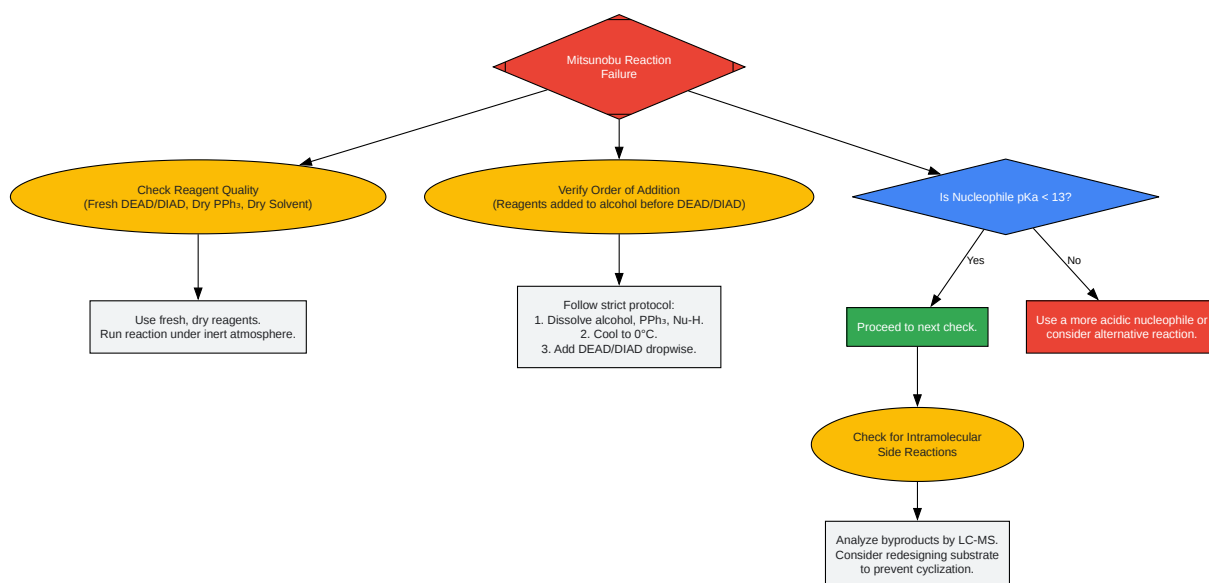 Mitsunobu Reaction
Failure
Check Reagent Quality
(Fresh DEAD/DIAD, Dry PPh₃, Dry Solvent)
Verify Order of Addition
(Reagents added to alcohol before DEAD/DIAD)
Is Nucleophile pKa < 13?
Yes
No
Use fresh, dry reagents.
Run reaction under inert atmosphere.
Follow strict protocol:
1. Dissolve alcohol, PPh₃, Nu-H.
2. Cool to 0°C.
3. Add DEAD/DIAD dropwise.
Proceed to next check.
Use a more acidic nucleophile or
consider alternative reaction.
Check for Intramolecular
Side Reactions
Analyze byproducts by LC-MS.
Consider redesigning substrate
to prevent cyclization.